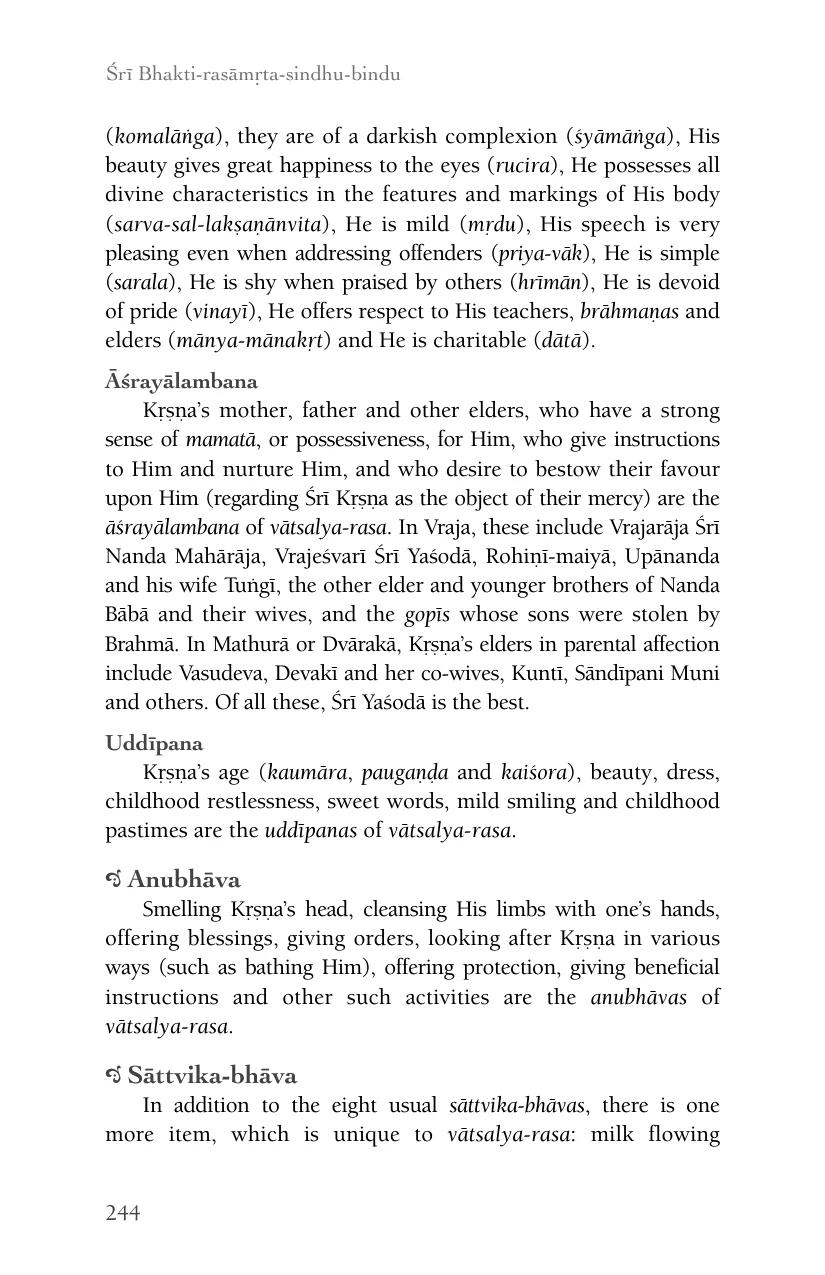 Śrī Bhakti-rasāmṛta-sindhu-bindu
(komalāṅga), they are of a darkish complexion (śyāmāṅga), His
beauty gives great happiness to the eyes (rucira), He possesses all
divine characteristics in the features and markings of His body
(sarva-sal-lakṣaṇānvita), He is mild (mṛdu), His speech is very
pleasing even when addressing offenders (priya-vāk), He is simple
(sarala), He is shy when praised by others (hrīmān), He is devoid
of pride (vinayī), He offers respect to His teachers, brāhmaṇas and
elders (mānya-mānakṛt) and He is charitable (dātā).
Āśrayālambana
Kṛṣṇa’s mother, father and other elders, who have a strong
sense of mamatā, or possessiveness, for Him, who give instructions
to Him and nurture Him, and who desire to bestow their favour
upon Him (regarding Śrī Kṛṣṇa as the object of their mercy) are the
āśrayālambana of vātsalya-rasa. In Vraja, these include Vrajarāja Śrī
Nanda Mahārāja, Vrajeśvarī Śrī Yaśodā, Rohiṇī-maiyā, Upānanda
and his wife Tuṅgī, the other elder and younger brothers of Nanda
Bābā and their wives, and the gopīs whose sons were stolen by
Brahmā. In Mathurā or Dvārakā, Kṛṣṇa’s elders in parental affection
include Vasudeva, Devakī and her co-wives, Kuntī, Sāndīpani Muni
and others. Of all these, Śrī Yaśodā is the best.
Uddīpana
Kṛṣṇa’s age (kaumāra, paugaṇḍa and kaiśora), beauty, dress,
childhood restlessness, sweet words, mild smiling and childhood
pastimes are the uddīpanas of vātsalya-rasa.
Anubhāva
Smelling Kṛṣṇa’s head, cleansing His limbs with one’s hands,
offering blessings, giving orders, looking after Kṛṣṇa in various
ways (such as bathing Him), offering protection, giving beneficial
instructions and other such activities are the anubhāvas of
vātsalya-rasa.
Sāttvika-bhāva
In addition to the eight usual sāttvika-bhāvas, there is one
more item, which is unique to vātsalya-rasa: milk flowing
244